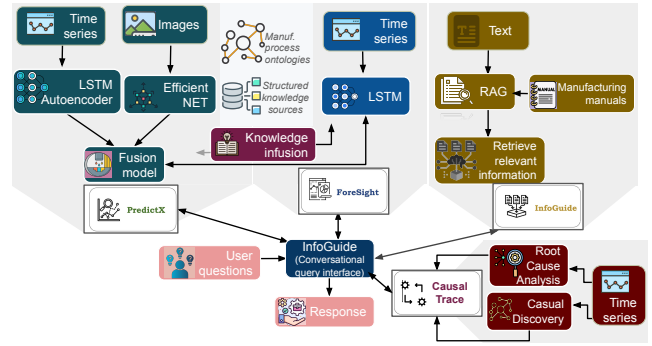 Time
series
Images
Manuf.
process
ontologies
Time
series
Text
LSTM
Autoencoder
Efficient
NET
Structured
knowledge
sources
LSTM
RAG
MANUAL
Manufacturing
manuals
Knowledge
infusion
Fusion
model
Retrieve
relevant
information
PredictX
ForeSight
InfoGuide
User
questions
InfoGuide
(Conversational
query interface)
Response
Causal
Trace
Root
Cause
Analysis
Casual
Discovery
Time
series